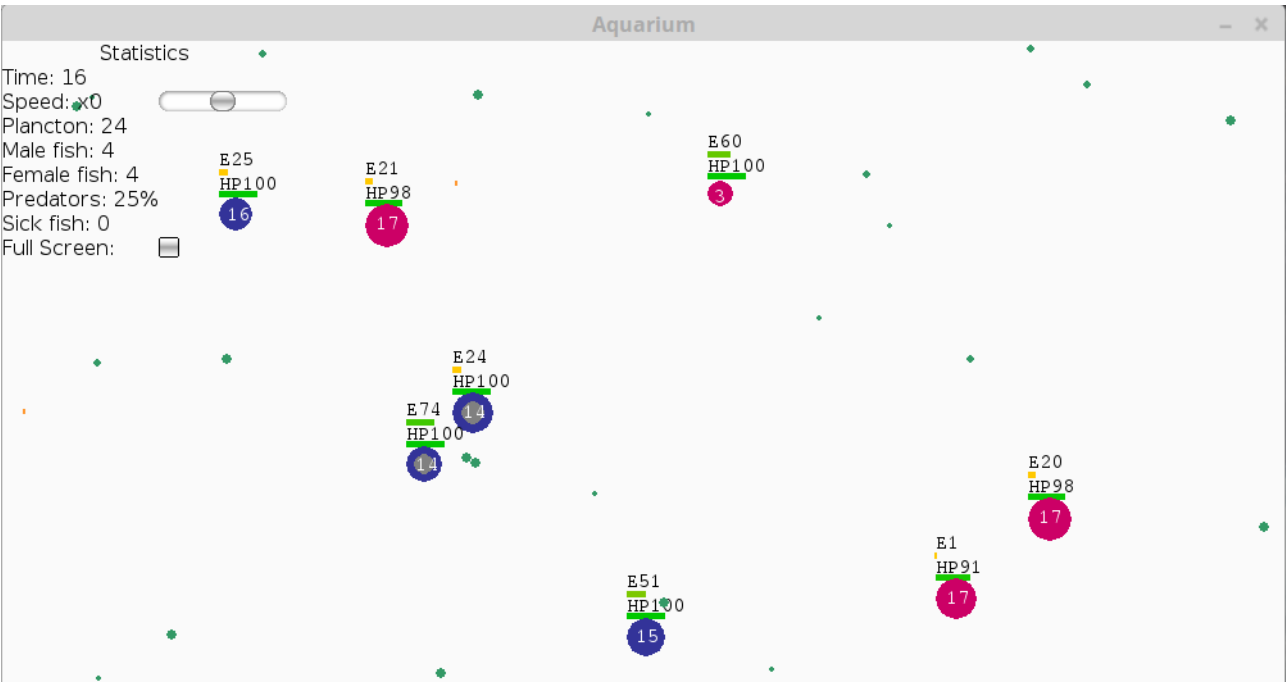 Aquarium
Statistics
Time: 16
Speed: x0
Plancton: 24
Male fish: 4
Female fish: 4
Predators: 25%
Sick fish: 0
Full Screen:
E25
HP100
16
E21
HP98
17
E60
HP100
3
E24
HP100
14
E74
HP100
14
E20
HP98
17
E1
HP91
17
E51
HP100
15